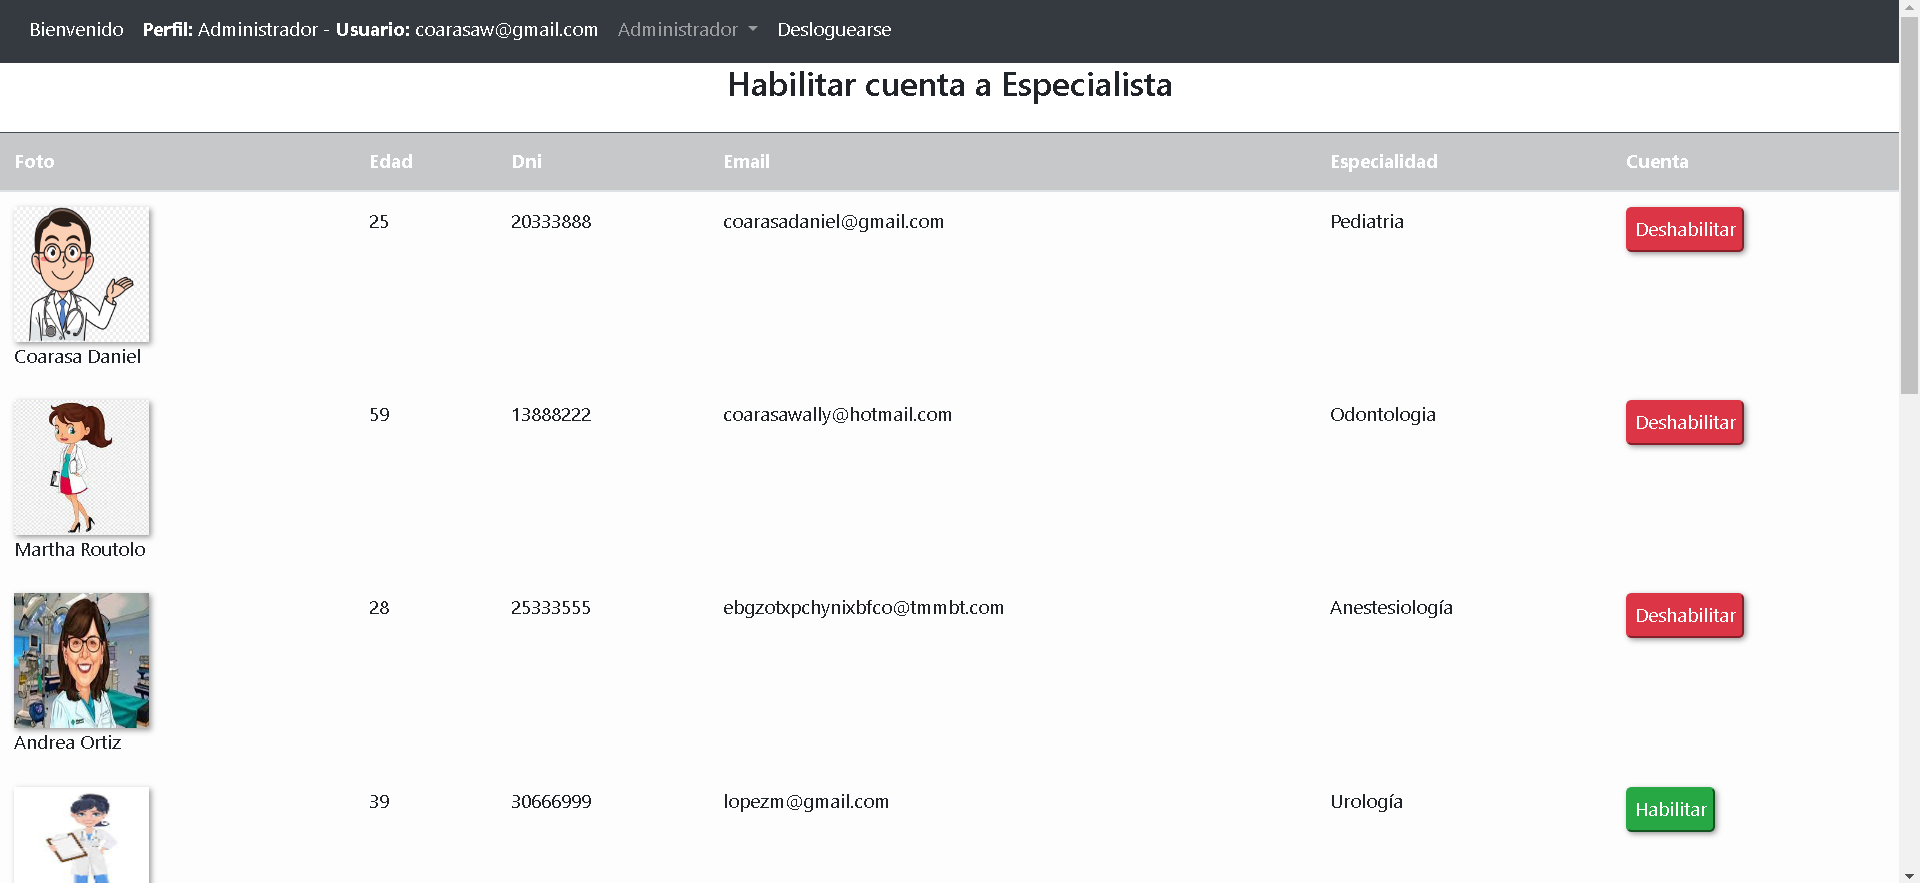 Bienvenido Perfil: Administrador - Usuario: coarasaw@gmail.com Administrador Desloguearse
Habilitar cuenta a Especialista
Foto Edad Dni Email Especialidad Cuenta
25 20333888 coarasadaniel@gmail.com Pediatria Deshabilitar
Coarasa Daniel
59 13888222 coarasawally@hotmail.com Odontologia Deshabilitar
Martha Routolo
28 25333555 ebgzotxpchynixbfco@tmmbt.com Anestesiología Deshabilitar
Andrea Ortiz
39 30666999 lopezm@gmail.com Urología Habilitar